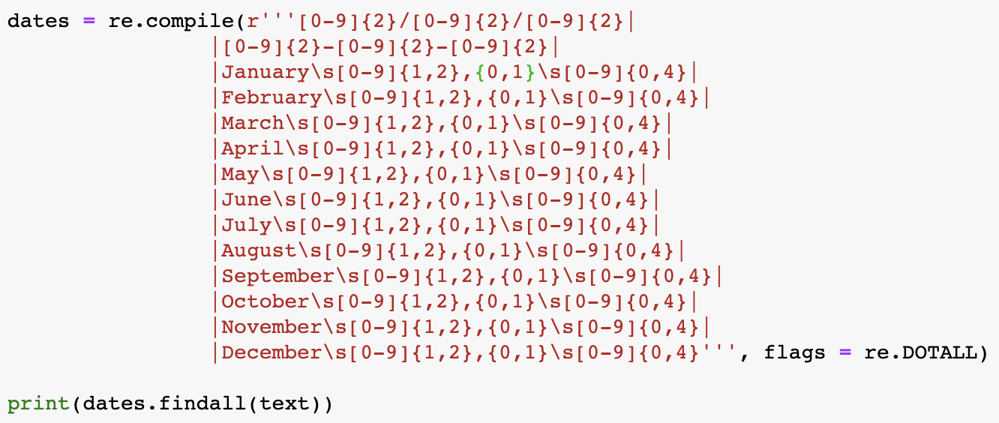 dates = re.compile(r'''[0-9]{2}/[0-9]{2}/[0-9]{2}|
|[0-9]{2}-[0-9]{2}-[0-9]{2}|
|January\s[0-9]{1,2},{0,1}\s[0-9]{0,4}|
|February\s[0-9]{1,2},{0,1}\s[0-9]{0,4}|
|March\s[0-9]{1,2},{0,1}\s[0-9]{0,4}|
|April\s[0-9]{1,2},{0,1}\s[0-9]{0,4}|
|May\s[0-9]{1,2},{0,1}\s[0-9]{0,4}|
|June\s[0-9]{1,2},{0,1}\s[0-9]{0,4}|
|July\s[0-9]{1,2},{0,1}\s[0-9]{0,4}|
|August\s[0-9]{1,2},{0,1}\s[0-9]{0,4}|
|September\s[0-9]{1,2},{0,1}\s[0-9]{0,4}|
|October\s[0-9]{1,2},{0,1}\s[0-9]{0,4}|
|November\s[0-9]{1,2},{0,1}\s[0-9]{0,4}|
|December\s[0-9]{1,2},{0,1}\s[0-9]{0,4}''', flags = re.DOTALL)
print(dates.findall(text))